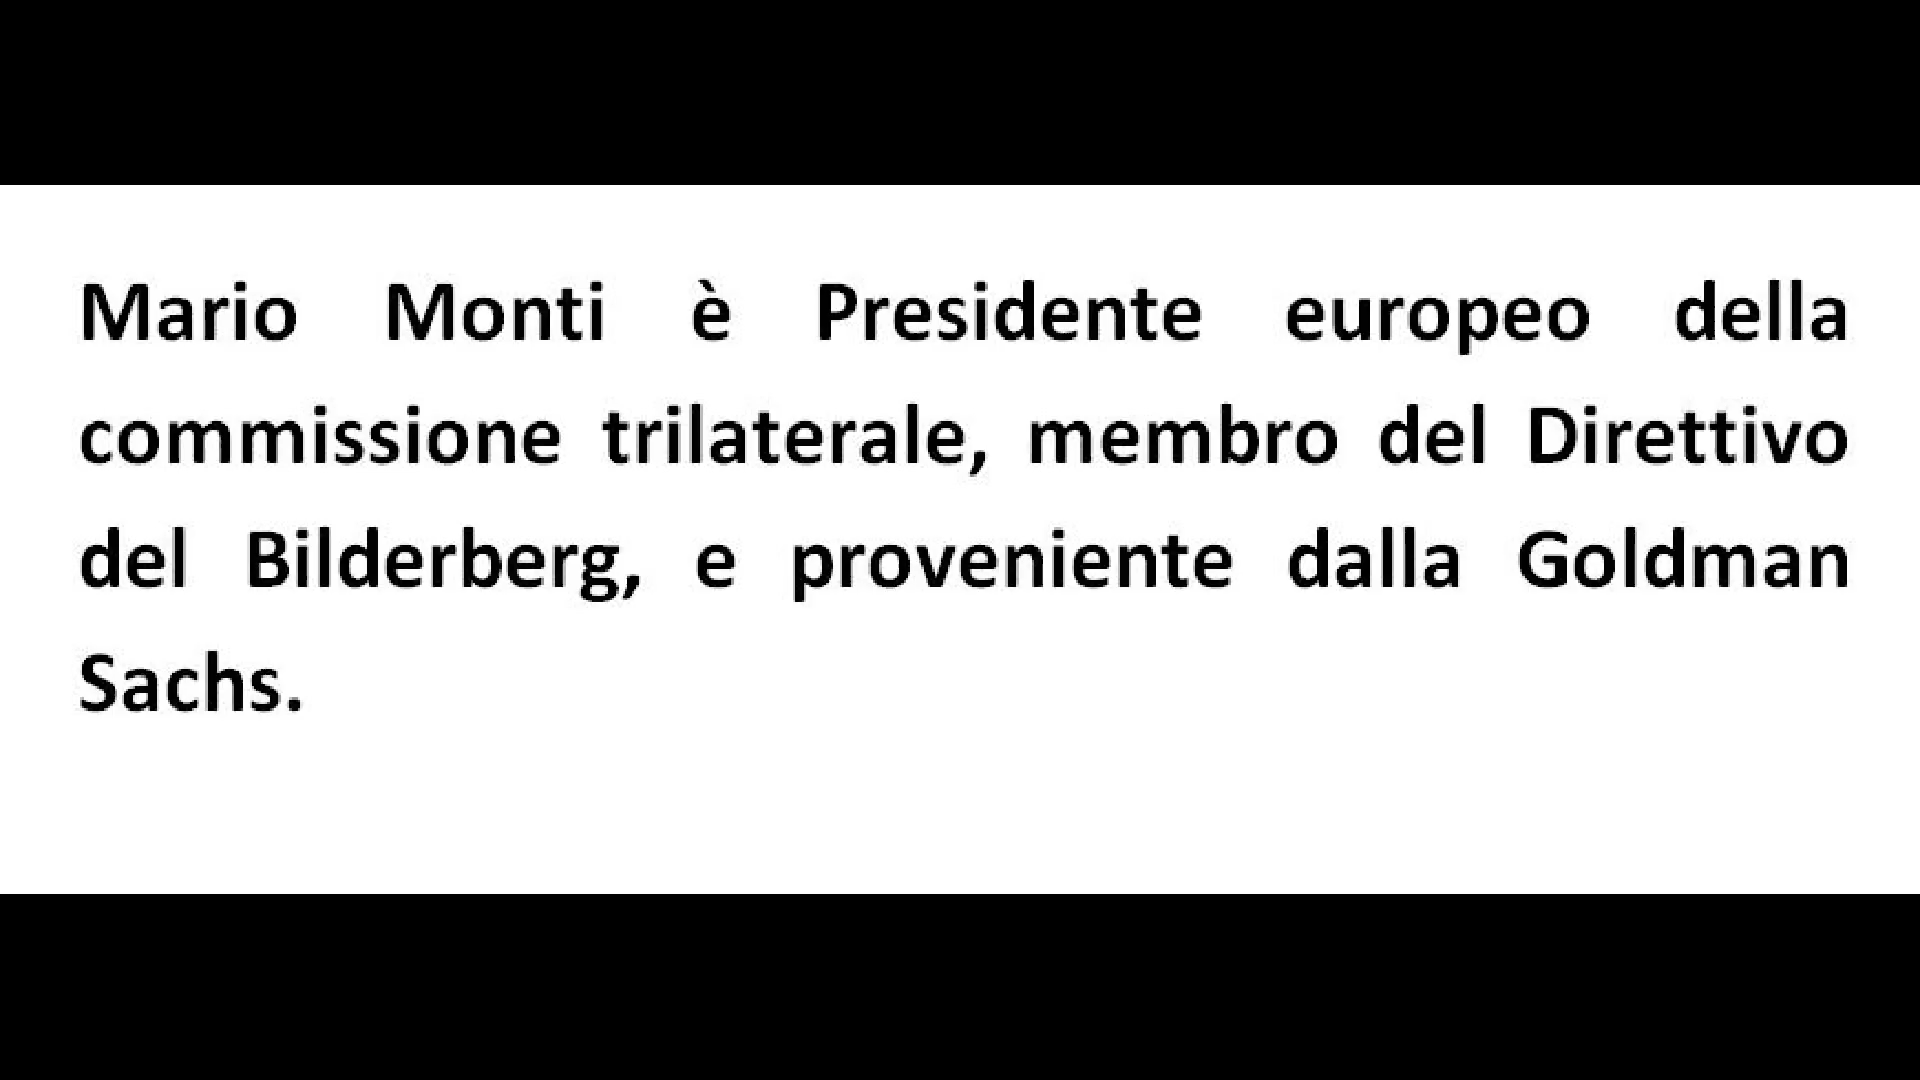 Mario Monti è Presidente europeo della
commissione trilaterale, membro del Direttivo
del Bilderberg, e proveniente dalla Goldman
Sachs.